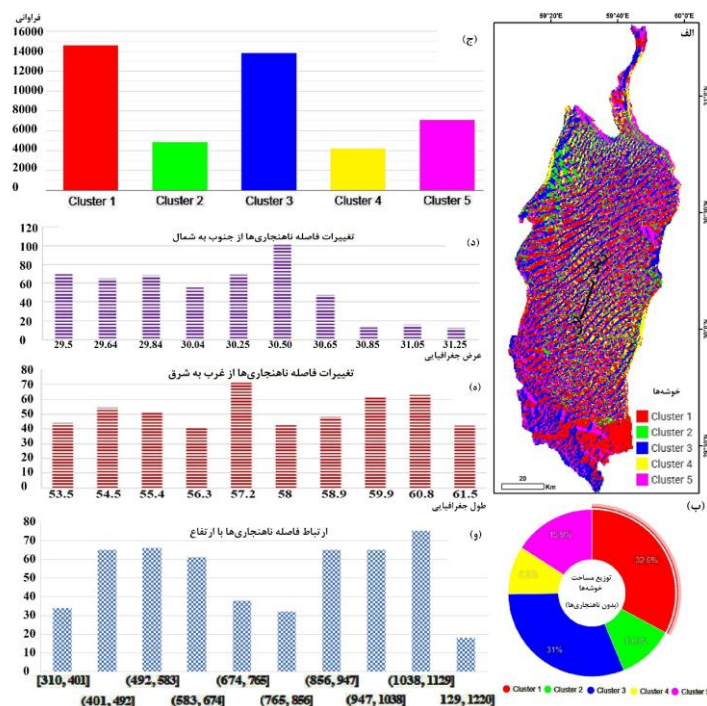 فراوانی
(ج)
16000
14000
12000
10000
8000
6000
4000
2000
0
Cluster 1
Cluster 2
Cluster 3
Cluster 4
Cluster 5
تغییرات فاصله ناهنجاری‌ها از جنوب به شمال
(د)
120
100
80
60
40
20
0
29.5 29.64 29.84 30.04 30.25 30.50 30.65 30.85 31.05 31.25
عرض جغرافیایی
تغییرات فاصله ناهنجاری‌ها از غرب به شرق
(ه)
80
70
60
50
40
30
20
10
0
53.5 54.5 55.4 56.3 57.2 58 58.9 59.9 60.8 61.5
طول جغرافیایی
ارتباط فاصله ناهنجاری‌ها با ارتفاع
(و)
80
70
60
50
40
30
20
10
0
[310, 401] (492, 583] (674, 765] (856, 947] (1038, 1129]
(401, 492] (583, 674] (765, 856] (947, 1038] 129, 1220]
59°20'E 59°40'E 60°0'E
الف
خوشه‌ها
Cluster 1
Cluster 2
Cluster 3
Cluster 4
Cluster 5
20
Km
(ب)
32.9%
31%
15.9%
توزیع مساحت
خوشه‌ها
(بدون ناهنجاری‌ها)
Cluster 1 Cluster 2 Cluster 3 Cluster 4 Cluster 5